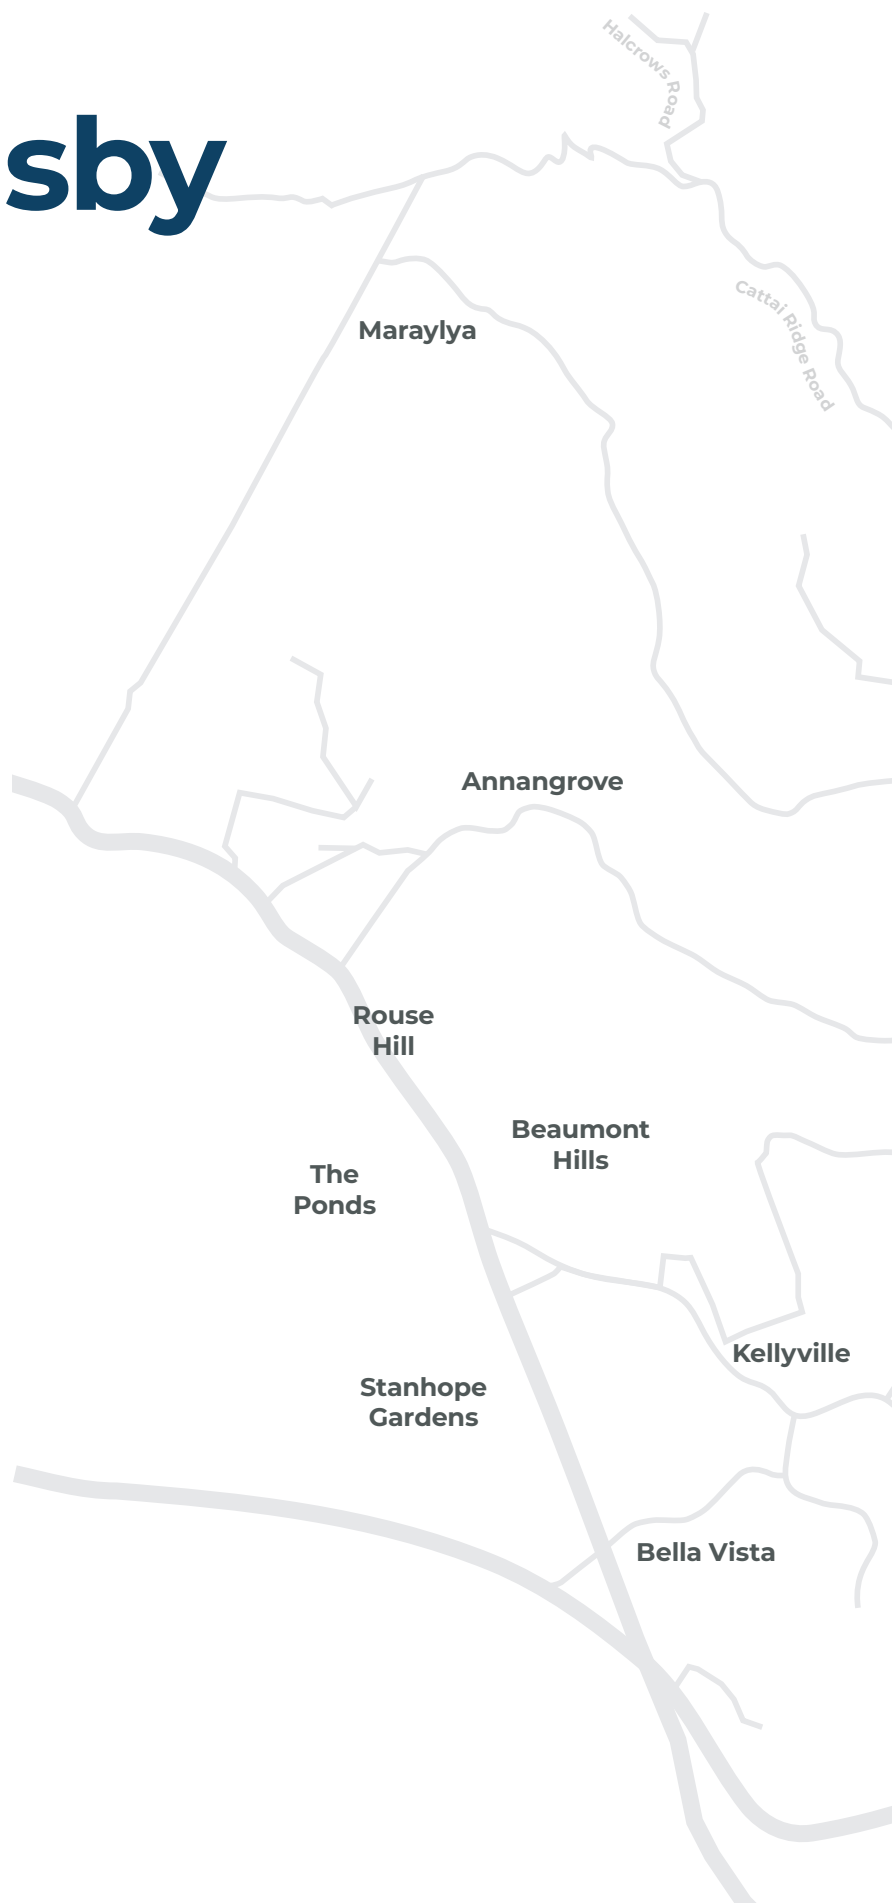 Halcrows Road
sby
Cattai Ridge Road
Maraylya
Annangrove
Rouse
Hill
Beaumont
Hills
The
Ponds
Kellyville
Stanhope
Gardens
Bella Vista